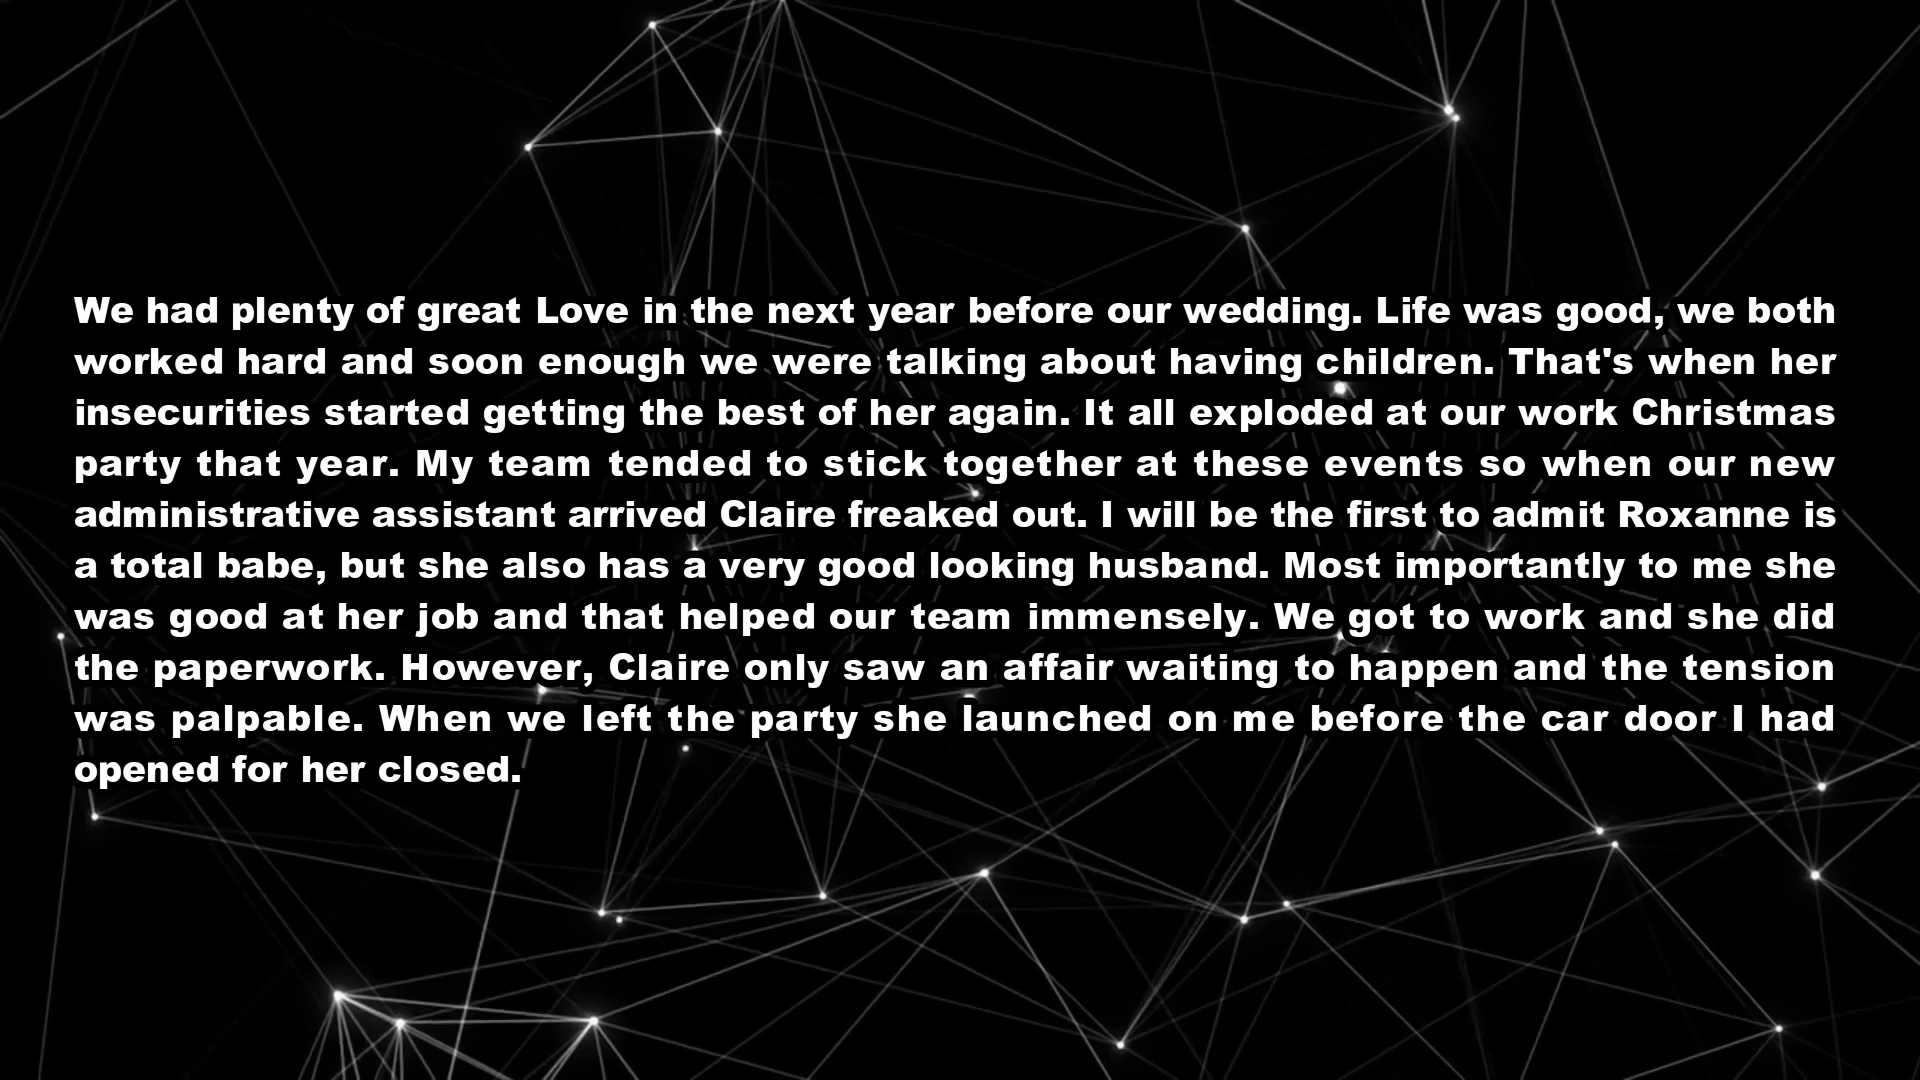 We had plenty of great Love in the next year before our wedding. Life was good, we both
worked hard and soon enough we were talking about having children. That's when her
insecurities started getting the best of her again. It all exploded at our work Christmas
party that year. My team tended to stick together at these events so when our new
administrative assistant arrived Claire freaked out. I will be the first to admit Roxanne is
a total babe, but she also has a very good looking husband. Most importantly to me she
was good at her job and that helped our team immensely. We got to work and she did
the paperwork. However, Claire only saw an affair waiting to happen and the tension
was palpable. When we left the party she launched on me before the car door I had
opened for her closed.